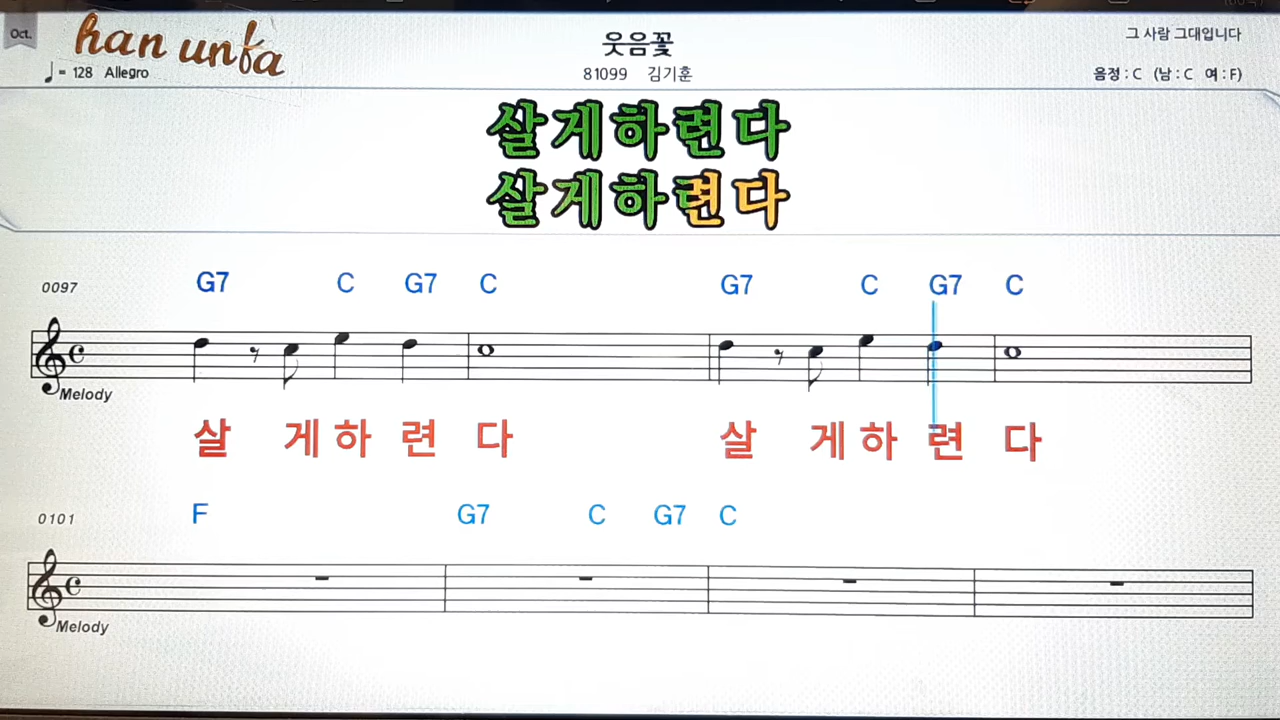 Oct.
han unfa
웃음꽃
그 사람 그대입니다
♩= 128 Allegro
81099 김기훈
음정 : C (남 : C 여 : F)
살게하련다
살게하련다
0097 G7 C G7 C G7 C G7 C
Melody
살 게 하 련 다 살 게 하 련 다
0101 F G7 C G7 C
Melody